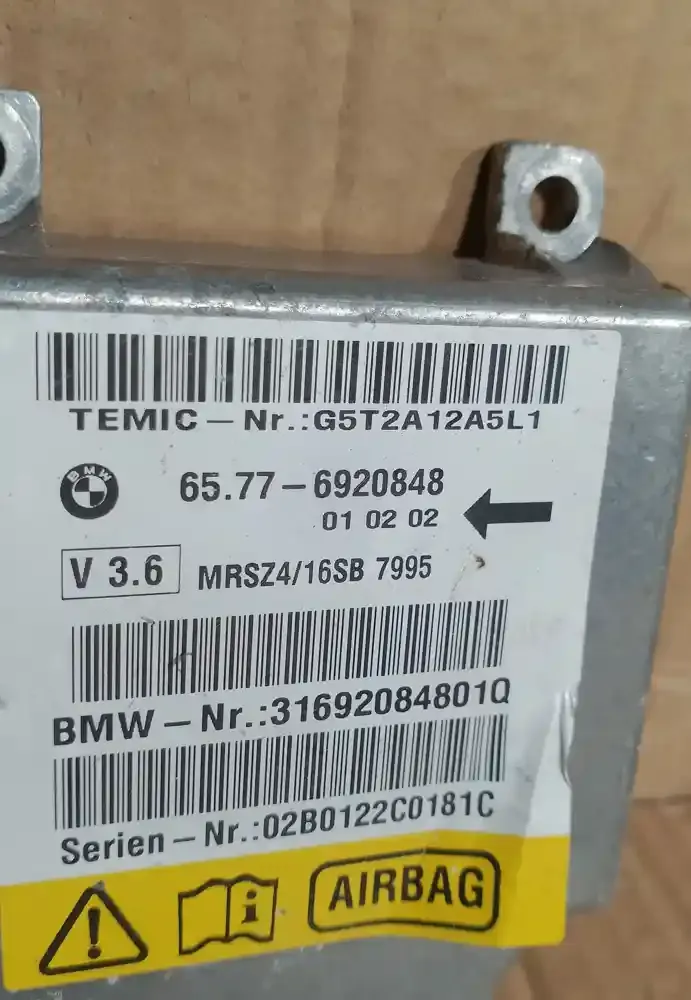 TEMIC-Nr.:G5T2A12A5L1
BMW
65.77-6920848
01 02 02
V 3.6
MRSZ4/16SB 7995
BMW-Nr.:31692084801Q
Serien-Nr.:02B0122C0181C
AIRBAG